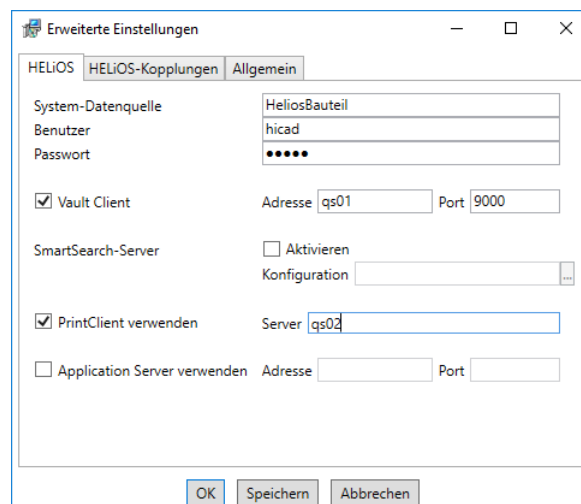 Erweiterte Einstellungen
HELiOS HELiOS-Kopplungen Allgemein
System-Datenquelle HeliosBauteil
Benutzer hicad
Passwort ●●●●●
Vault Client Adresse qs01 Port 9000
SmartSearch-Server Aktivieren
Konfiguration ...
PrintClient verwenden Server qs02
Application Server verwenden Adresse Port
OK Speichern Abbrechen